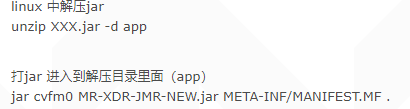 linux 中解压jar
unzip XXX.jar -d app
打jar 进入到解压目录里面（app）
jar cvfm0 MR-XDR-JMR-NEW.jar META-INF/MANIFEST.MF .